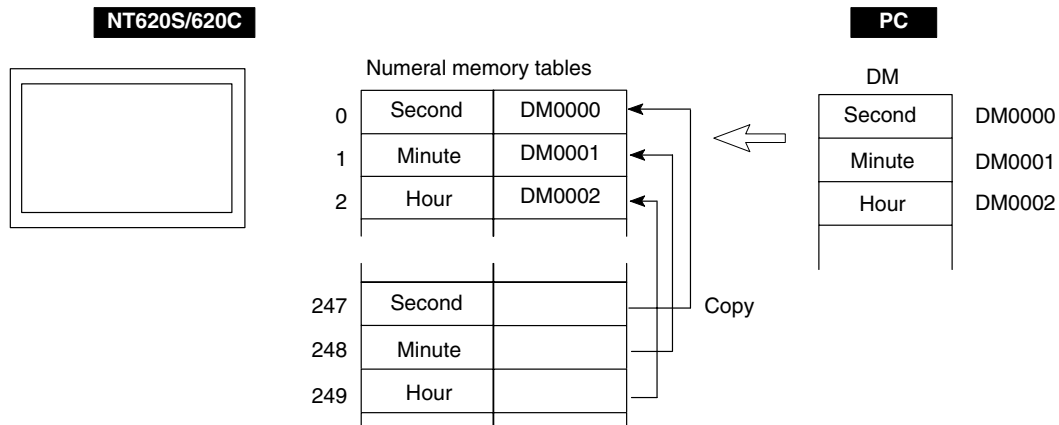 NT620S/620C
PC
Numeral memory tables
DM
0 Second DM0000
Second DM0000
1 Minute DM0001
Minute DM0001
2 Hour DM0002
Hour DM0002
247 Second
Copy
248 Minute
249 Hour